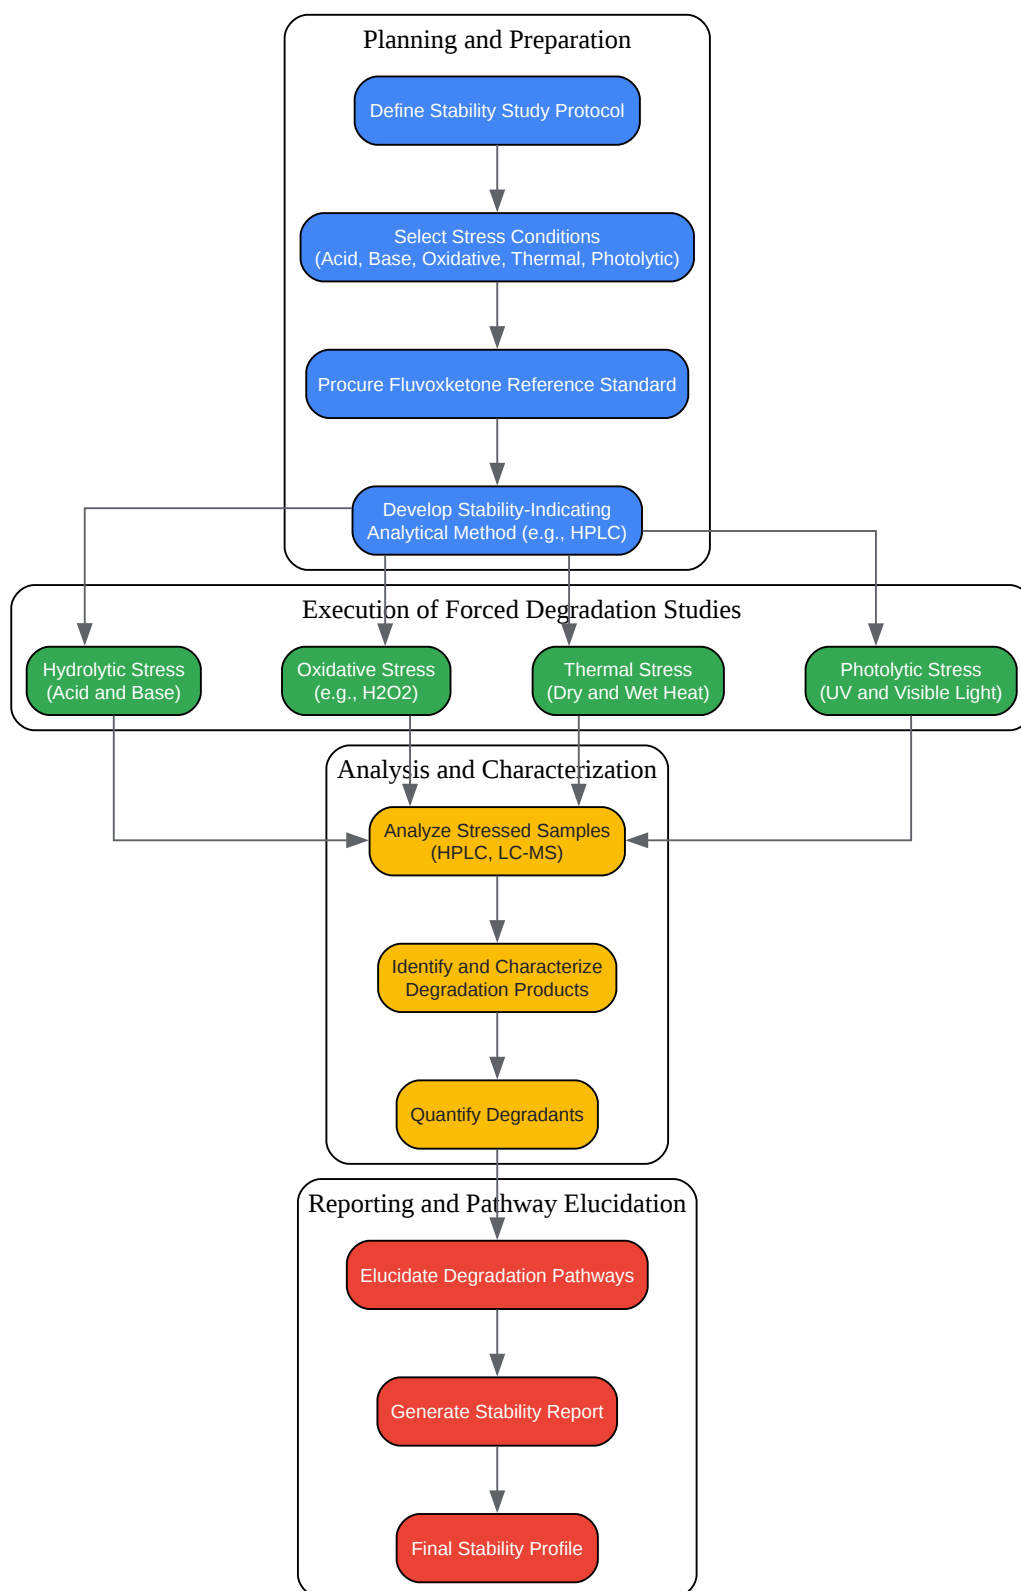 Planning and Preparation
Define Stability Study Protocol
Select Stress Conditions
(Acid, Base, Oxidative, Thermal, Photolytic)
Procure Fluvoxketone Reference Standard
Develop Stability-Indicating
Analytical Method (e.g., HPLC)
Execution of Forced Degradation Studies
Hydrolytic Stress
(Acid and Base)
Oxidative Stress
(e.g., H2O2)
Thermal Stress
(Dry and Wet Heat)
Photolytic Stress
(UV and Visible Light)
Analysis and Characterization
Analyze Stressed Samples
(HPLC, LC-MS)
Identify and Characterize
Degradation Products
Quantify Degradants
Reporting and Pathway Elucidation
Elucidate Degradation Pathways
Generate Stability Report
Final Stability Profile